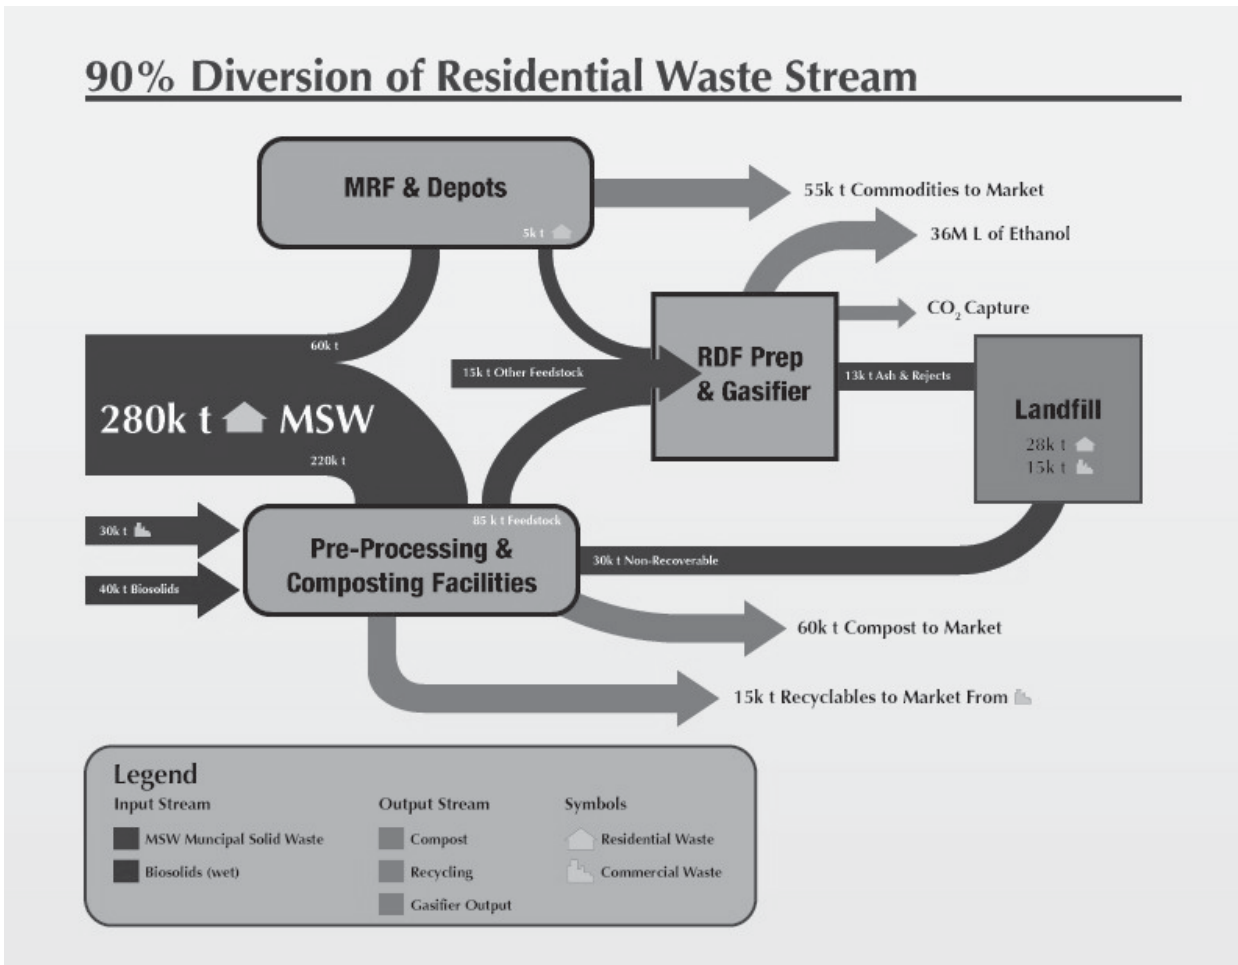 90% Diversion of Residential Waste Stream
MRF & Depots
5k t
55k t Commodities to Market
36M L of Ethanol
CO2 Capture
60k t
15k t Other Feedstock
RDF Prep
& Gasifier
13k t Ash & Rejects
Landfill
28k t
15k t
280k t MSW
220k t
30k t
40k t Biosolids
85 k t Feedstock
Pre-Processing &
Composting Facilities
30k t Non-Recoverable
60k t Compost to Market
15k t Recyclables to Market From
Legend
Input Stream
MSW Muncipal Solid Waste
Biosolids (wet)
Output Stream
Compost
Recycling
Gasifier Output
Symbols
Residential Waste
Commercial Waste